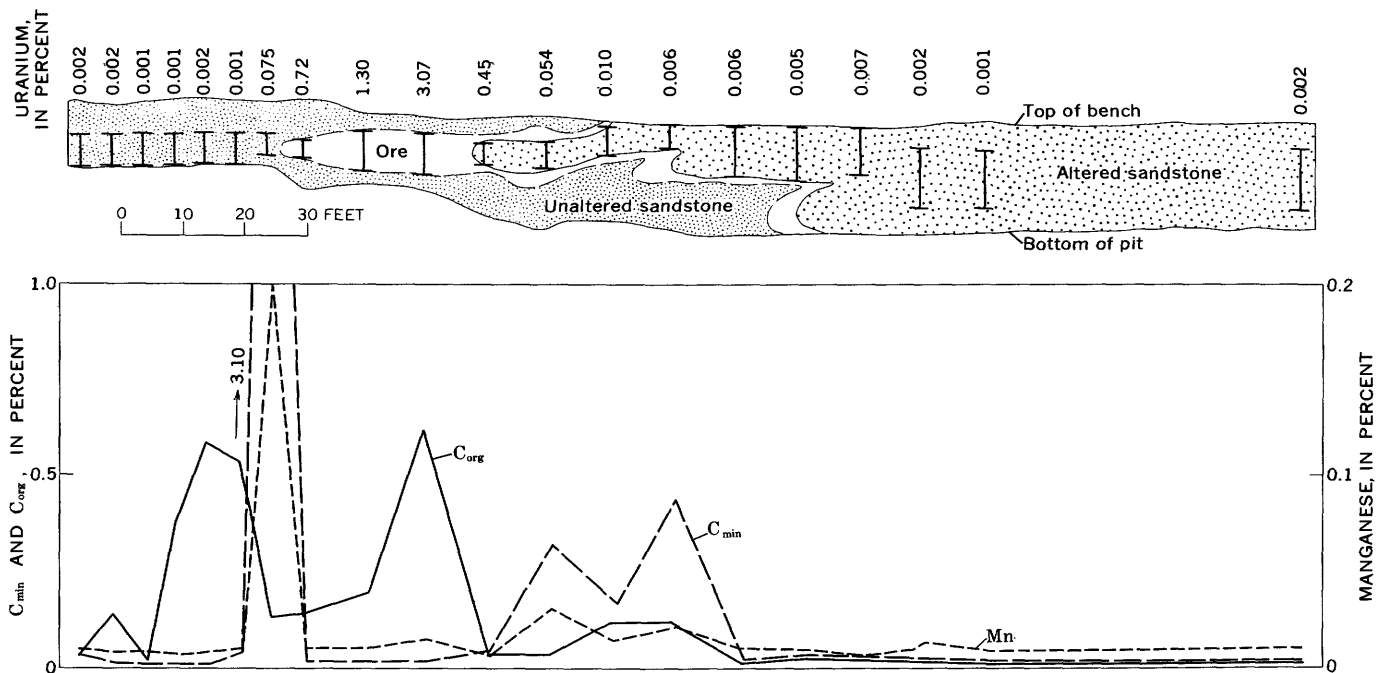 URANIUM, IN PERCENT
0.002
0.002
0.001
0.001
0.002
0.001
0.075
0.72
1.30
3.07
0.45
0.054
0.010
0.006
0.006
0.005
0.007
0.002
0.001
0.002
Top of bench
Ore
Altered sandstone
Unaltered sandstone
0 10 20 30 FEET
Bottom of pit
1.0
0.5
0
Cmin AND Corg, IN PERCENT
3.10
Corg
Cmin
Mn
0.2
0.1
0
MANGANESE, IN PERCENT